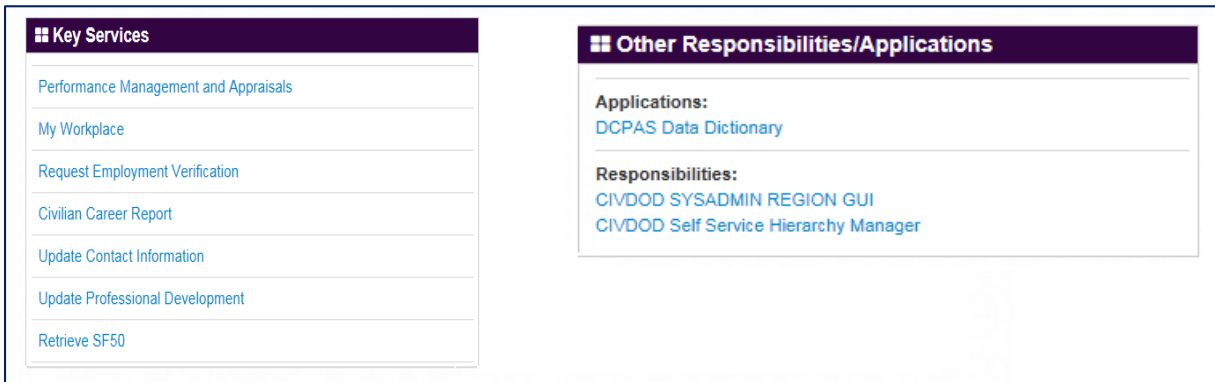 Key Services
Performance Management and Appraisals
My Workplace
Request Employment Verification
Civilian Career Report
Update Contact Information
Update Professional Development
Retrieve SF50
Other Responsibilities/Applications
Applications:
DCPAS Data Dictionary
Responsibilities:
CIVDOD SYSADMIN REGION GUI
CIVDOD Self Service Hierarchy Manager